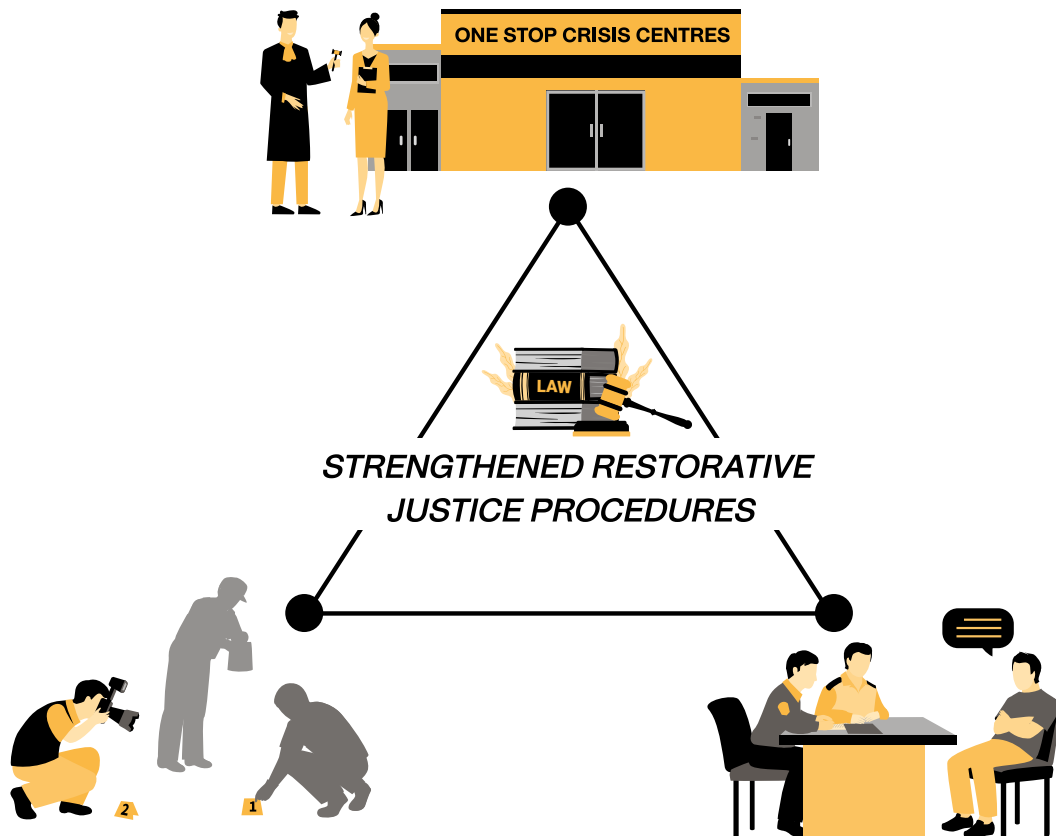 ONE STOP CRISIS CENTRES
LAW
STRENGTHENED RESTORATIVE
JUSTICE PROCEDURES
2
1